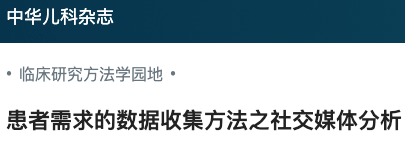 中华儿科杂志
• 临床研究方法学园地 •
患者需求的数据收集方法之社交媒体分析